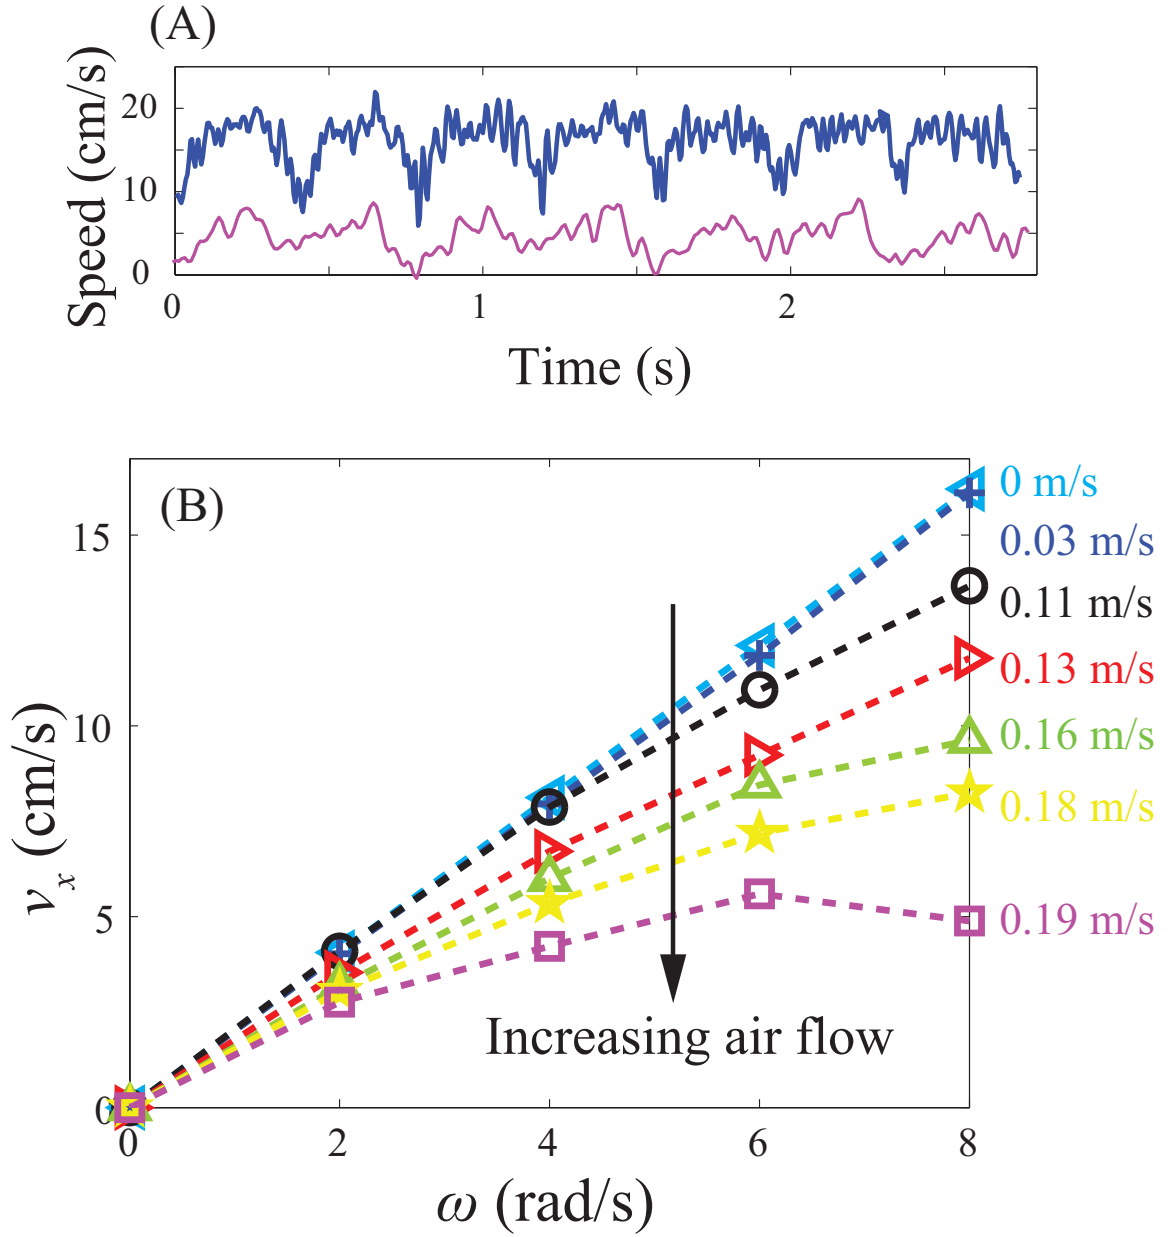 (A)
Speed (cm/s)
20
10
0
0 1 2
Time (s)
(B)
v_x (cm/s)
15
10
5
0
0 2 4 6 8
ω (rad/s)
0 m/s
0.03 m/s
0.11 m/s
0.13 m/s
0.16 m/s
0.18 m/s
0.19 m/s
Increasing air flow